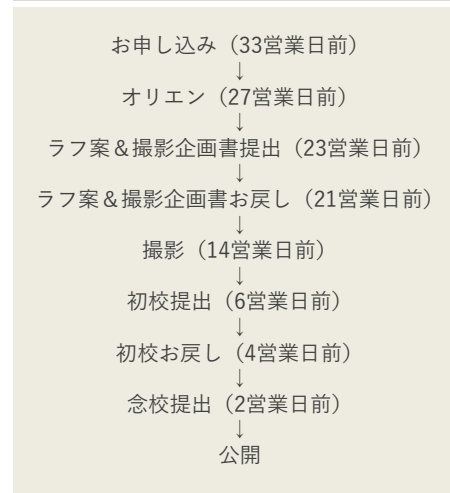 お申し込み（33営業日前）
↓
オリエン（27営業日前）
↓
ラフ案＆撮影企画書提出（23営業日前）
↓
ラフ案＆撮影企画書お戻し（21営業日前）
↓
撮影（14営業日前）
↓
初校提出（6営業日前）
↓
初校お戻し（4営業日前）
↓
念校提出（2営業日前）
↓
公開